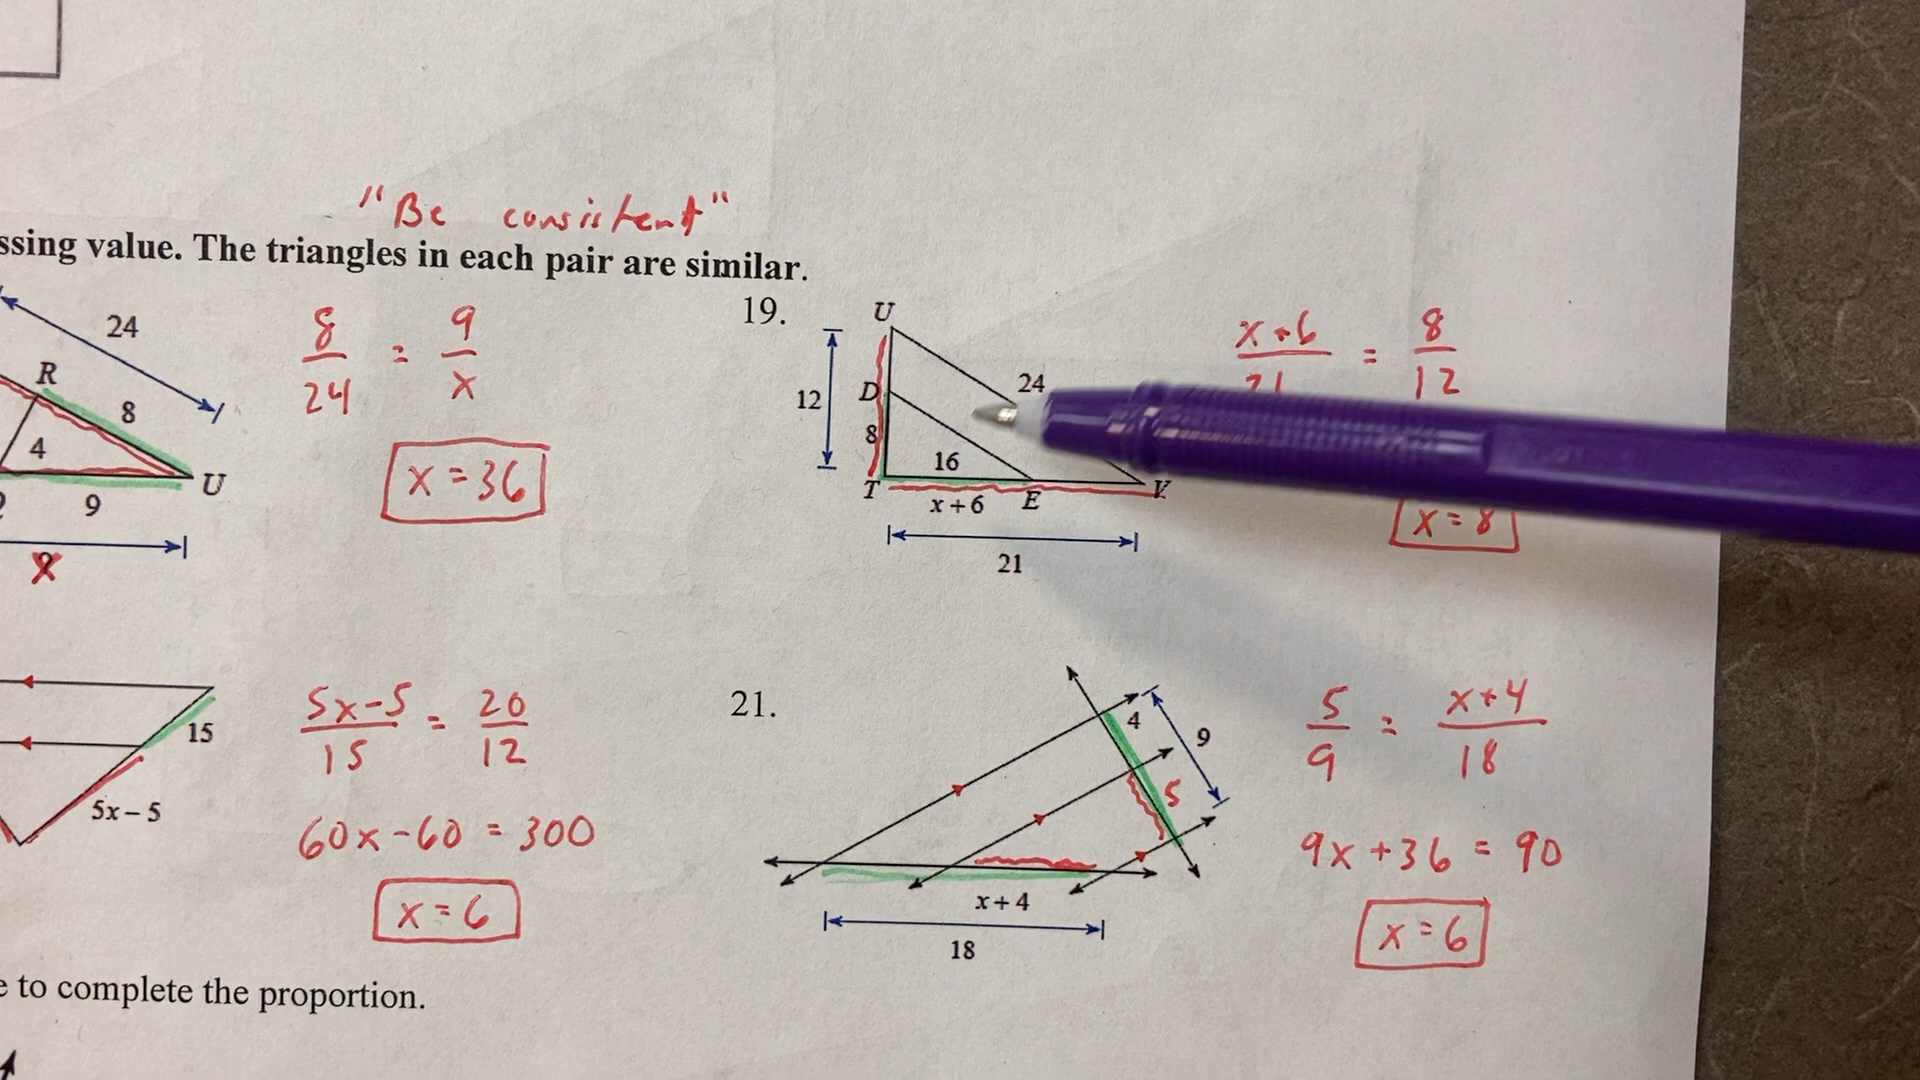 "Be consistent"
ssing value. The triangles in each pair are similar.
24
R
8
4
U
9
x
8/24 = 9/x
x = 36
19.
U
24
12
D
8
16
T
x + 6
E
V
21
x+6/21 = 8/12
x = 8
15
5x – 5
5x-5/15 = 20/12
60x-60 = 300
x = 6
21.
4
9
5
x + 4
18
5/9 = x+4/18
9x + 36 = 90
x = 6
e to complete the proportion.